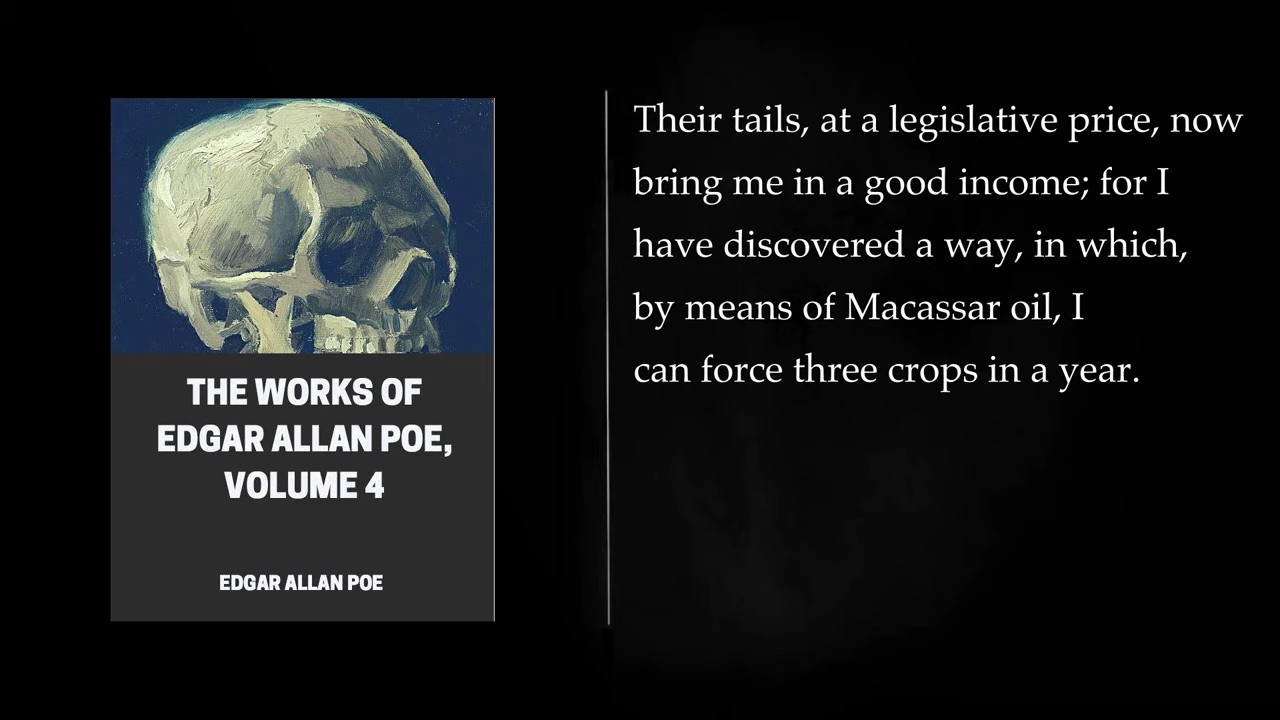 THE WORKS OF
EDGAR ALLAN POE,
VOLUME 4
EDGAR ALLAN POE
Their tails, at a legislative price, now
bring me in a good income; for I
have discovered a way, in which,
by means of Macassar oil, I
can force three crops in a year.